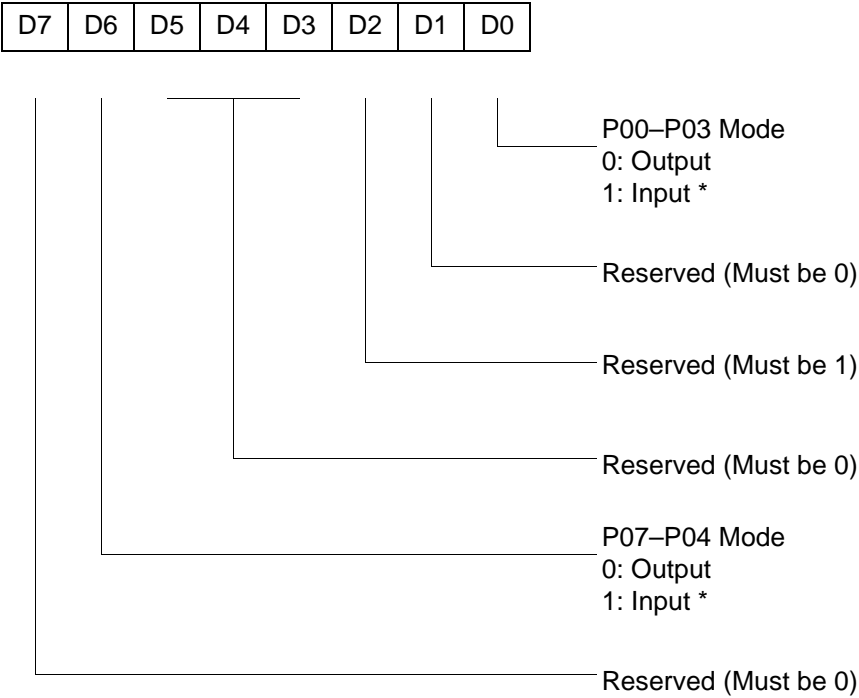 D7 D6 D5 D4 D3 D2 D1 D0
P00–P03 Mode
0: Output
1: Input *
Reserved (Must be 0)
Reserved (Must be 1)
Reserved (Must be 0)
P07–P04 Mode
0: Output
1: Input *
Reserved (Must be 0)